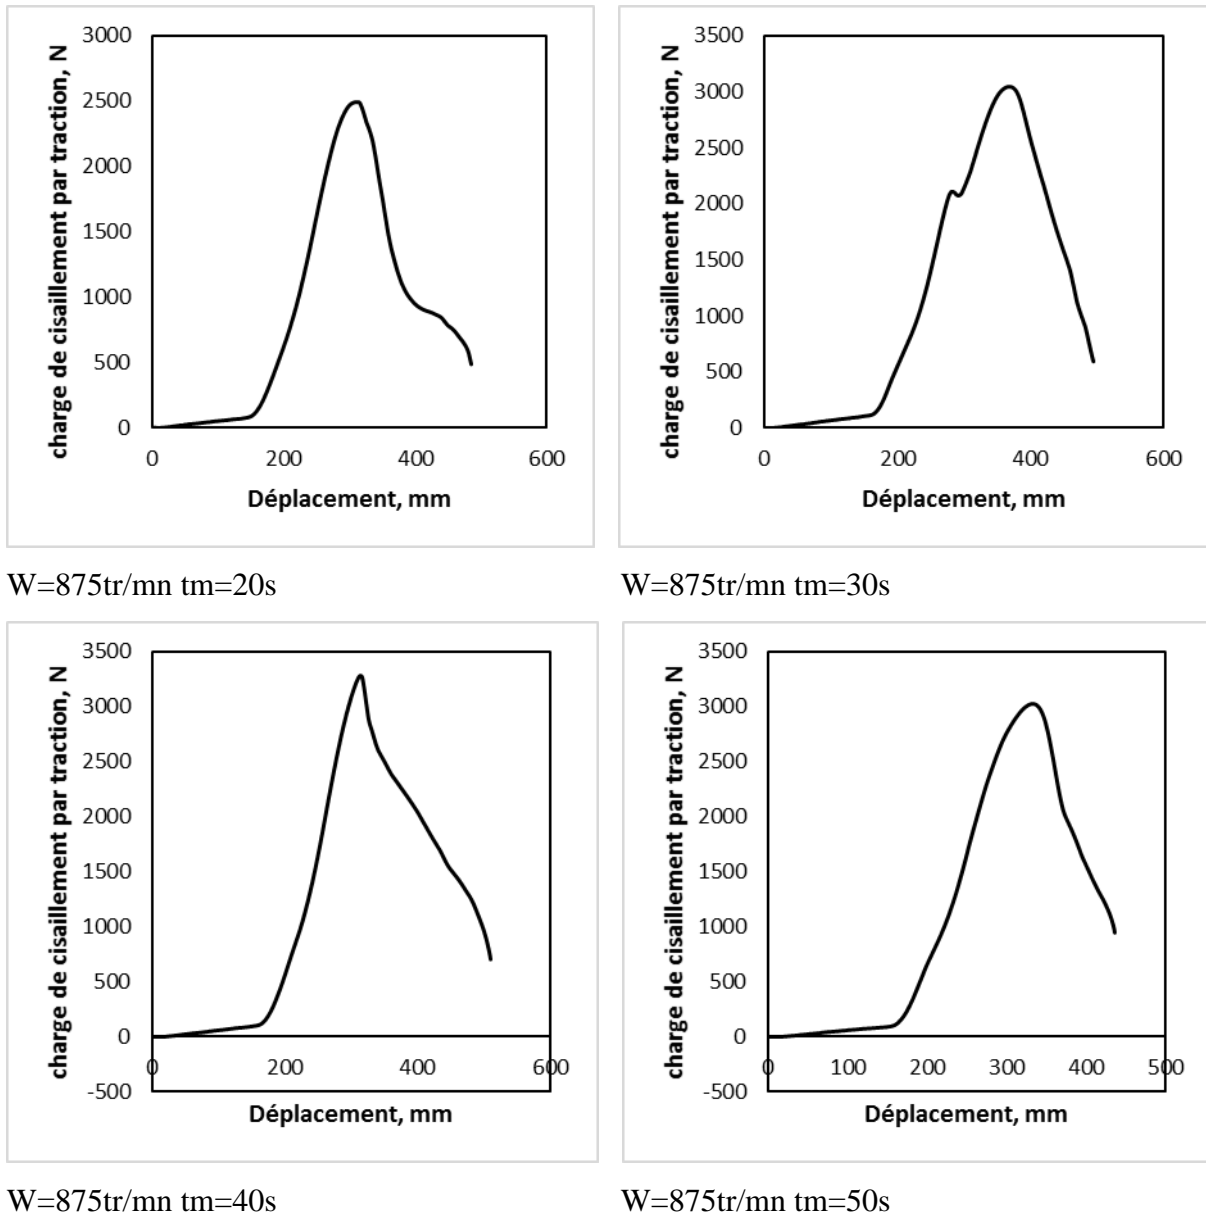 charge de cisaillement par traction, N
3000
2500
2000
1500
1000
500
0
0 200 400 600
Déplacement, mm
charge de cisaillement par traction, N
3500
3000
2500
2000
1500
1000
500
0
0 200 400 600
Déplacement, mm
W=875tr/mn tm=20s
W=875tr/mn tm=30s
charge de cisaillement par traction, N
3500
3000
2500
2000
1500
1000
500
0
-500
0 200 400 600
Déplacement, mm
charge de cisaillement par traction, N
3500
3000
2500
2000
1500
1000
500
0
-500
0 100 200 300 400 500
Déplacement, mm
W=875tr/mn tm=40s
W=875tr/mn tm=50s